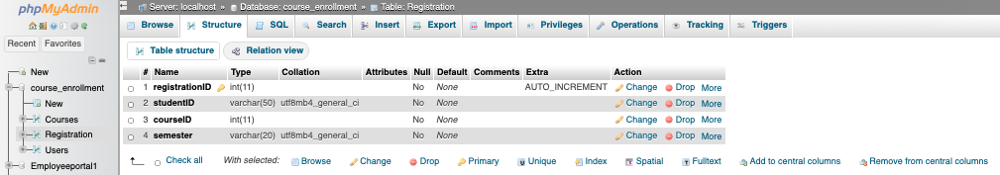 phpMyAdmin
Server: localhost » Database: course_enrollment » Table: Registration
Browse Structure SQL Search Insert Export Import Privileges Operations Tracking Triggers
Recent Favorites
Table structure Relation view
New
course_enrollment
New
Courses
Registration
Users
Employeeportal1
# Name Type Collation Attributes Null Default Comments Extra Action
1 registrationID int(11) No None AUTO_INCREMENT Change Drop More
2 studentID varchar(50) utf8mb4_general_ci No None Change Drop More
3 courseID int(11) No None Change Drop More
4 semester varchar(20) utf8mb4_general_ci No None Change Drop More
Check all With selected: Browse Change Drop Primary Unique Index Spatial Fulltext Add to central columns Remove from central columns